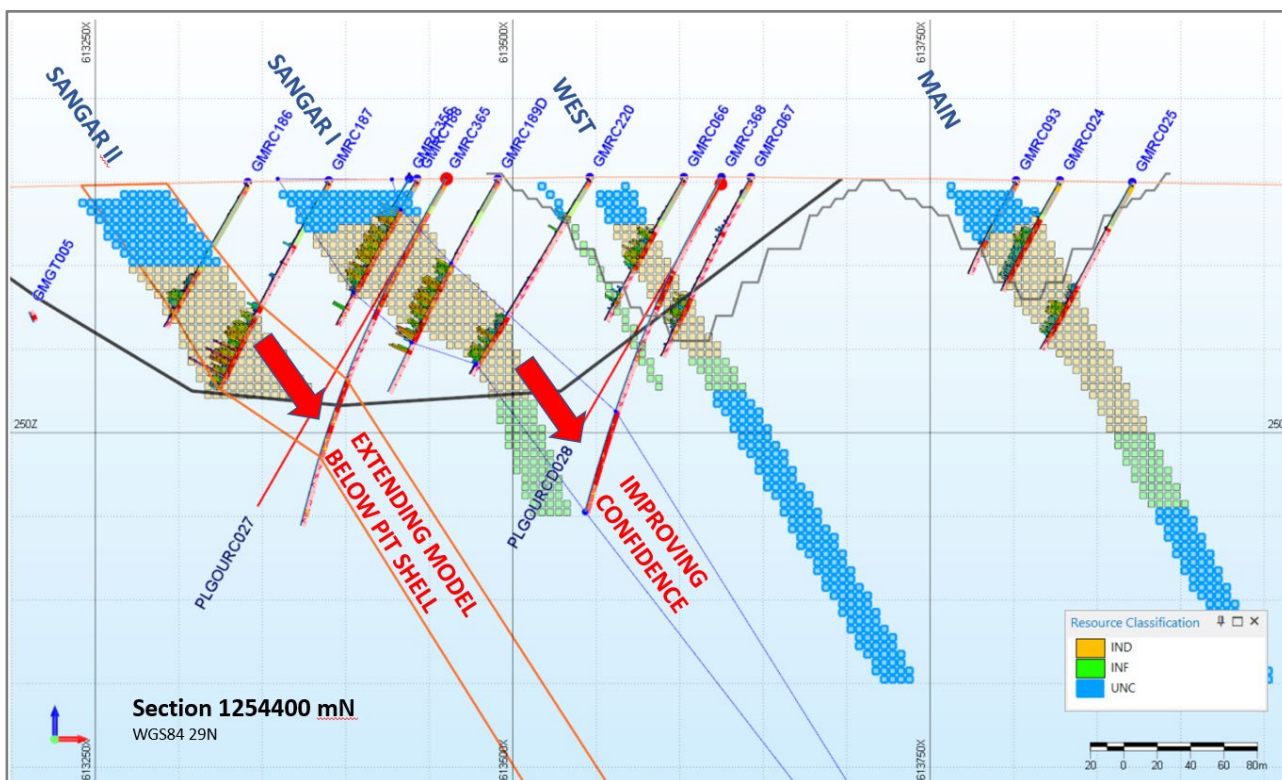 613250X
613500X
613750X
SANGAR II
SANGAR I
WEST
MAIN
GMRC186
GMRC187
GMRC356
GMRC188
GMRC365
GMRC189D
GMRC220
GMRC066
GMRC368
GMRC067
GMRC093
GMRC024
GMRC025
GMGT005
250Z
250
PLGOURC027
PLGOURCD028
EXTENDING MODEL
BELOW PIT SHELL
IMPROVING
CONFIDENCE
Resource Classification
IND
INF
UNC
Section 1254400 mN
WGS84 29N
613250X
613500X
613750X
20 0 20 40 60 80m